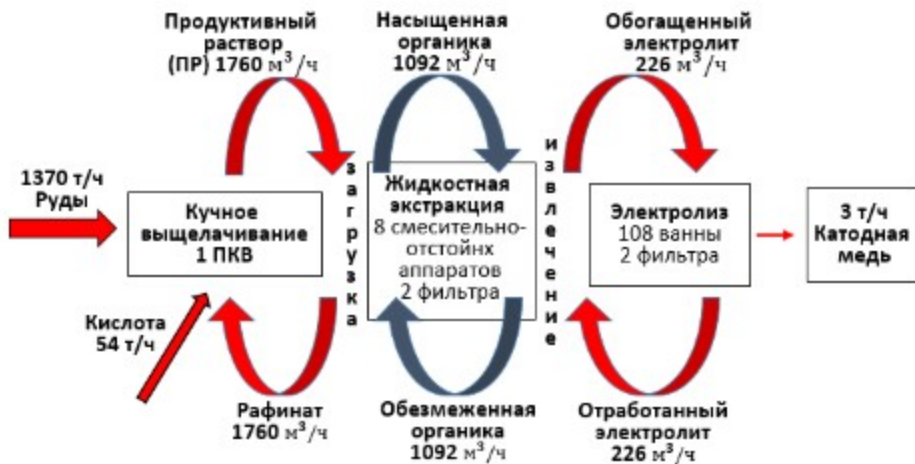 Продуктивный
раствор
(ПР) 1760 м³/ч
Насыщенная
органика
1092 м³/ч
Обогащенный
электролит
226 м³/ч
1370 т/ч
Руды
Кучное
выщелачивание
1 ПКВ
загрузка
Жидкостная
экстракция
8 смесительно-
отстойнх
аппаратов
2 фильтра
извлечение
Электролиз
108 ванны
2 фильтра
3 т/ч
Катодная
медь
Кислота
54 т/ч
Рафинат
1760 м³/ч
Обезмеженная
органика
1092 м³/ч
Отработанный
электролит
226 м³/ч